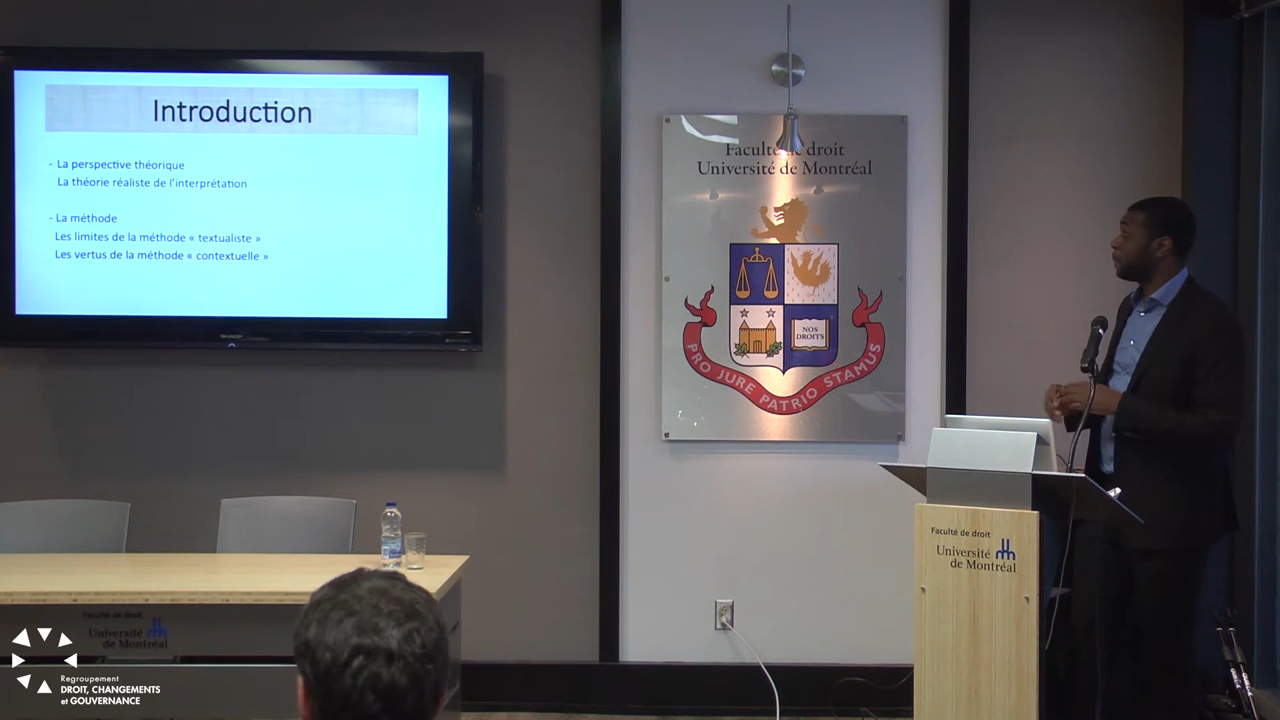 Introduction
- La perspective théorique
La théorie réaliste de l'interprétation
- La méthode
Les limites de la méthode « textualiste »
Les vertus de la méthode « contextuelle »
Faculté de droit
Université de Montréal
NOS
DROITS
PRO JURE PATRIO STAMUS
Faculté de droit
Université
de Montréal
Faculté de droit
Université
de Montréal
Regroupement
DROIT, CHANGEMENTS
et GOUVERNANCE